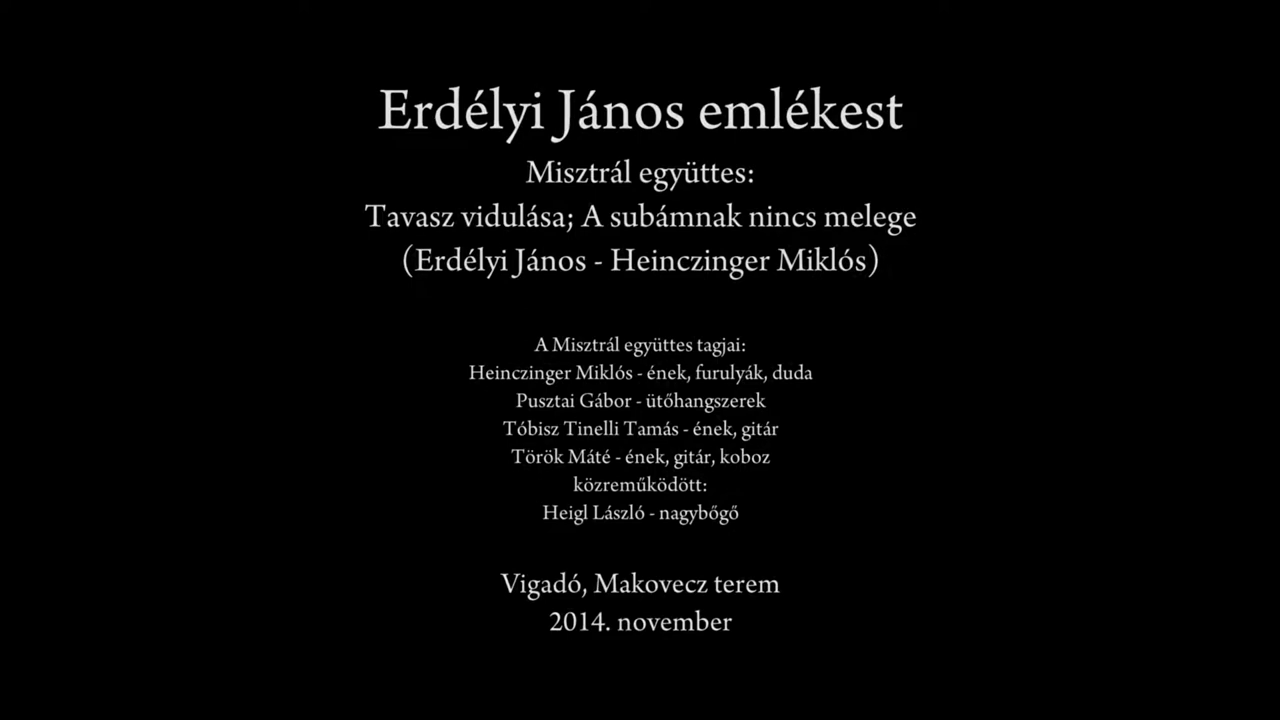 Erdélyi János emlékest
Misztrál együttes:
Tavasz vidulása; A subámnak nincs melege
(Erdélyi János - Heinczinger Miklós)
A Misztrál együttes tagjai:
Heinczinger Miklós - ének, furulyák, duda
Pusztai Gábor - ütőhangszerek
Tóbisz Tinelli Tamás - ének, gitár
Török Máté - ének, gitár, koboz
közreműködött:
Heigl László - nagybőgő
Vigadó, Makovecz terem
2014. november